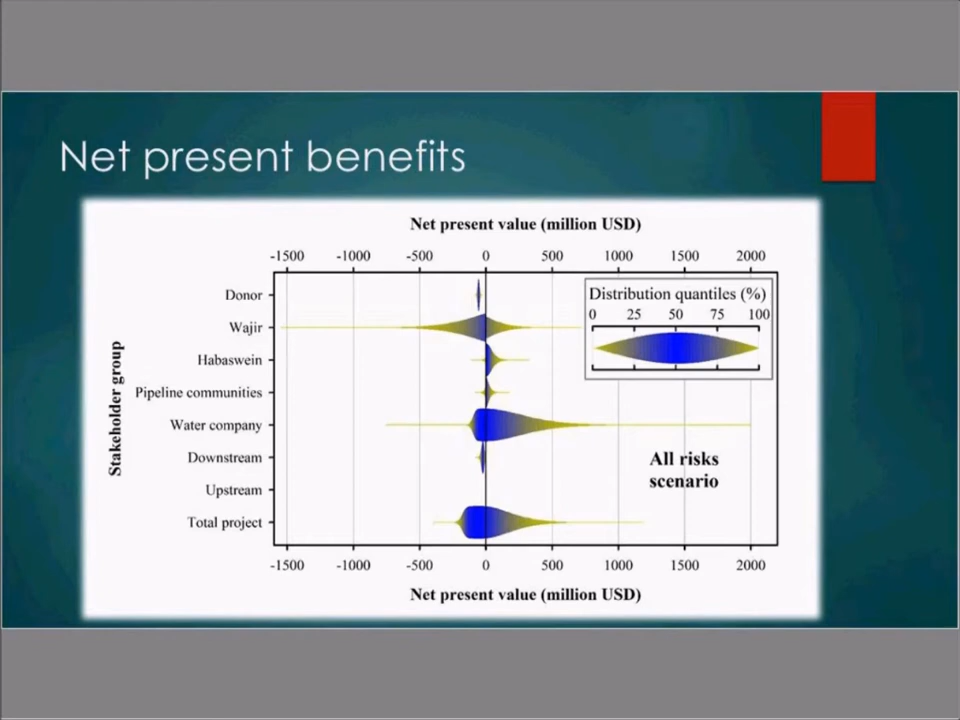 Net present benefits
Net present value (million USD)
-1500 -1000 -500 0 500 1000 1500 2000
Distribution quantiles (%)
0 25 50 75 100
Stakeholder group
Donor
Wajir
Habaswein
Pipeline communities
Water company
Downstream
Upstream
Total project
All risks
scenario
-1500 -1000 -500 0 500 1000 1500 2000
Net present value (million USD)